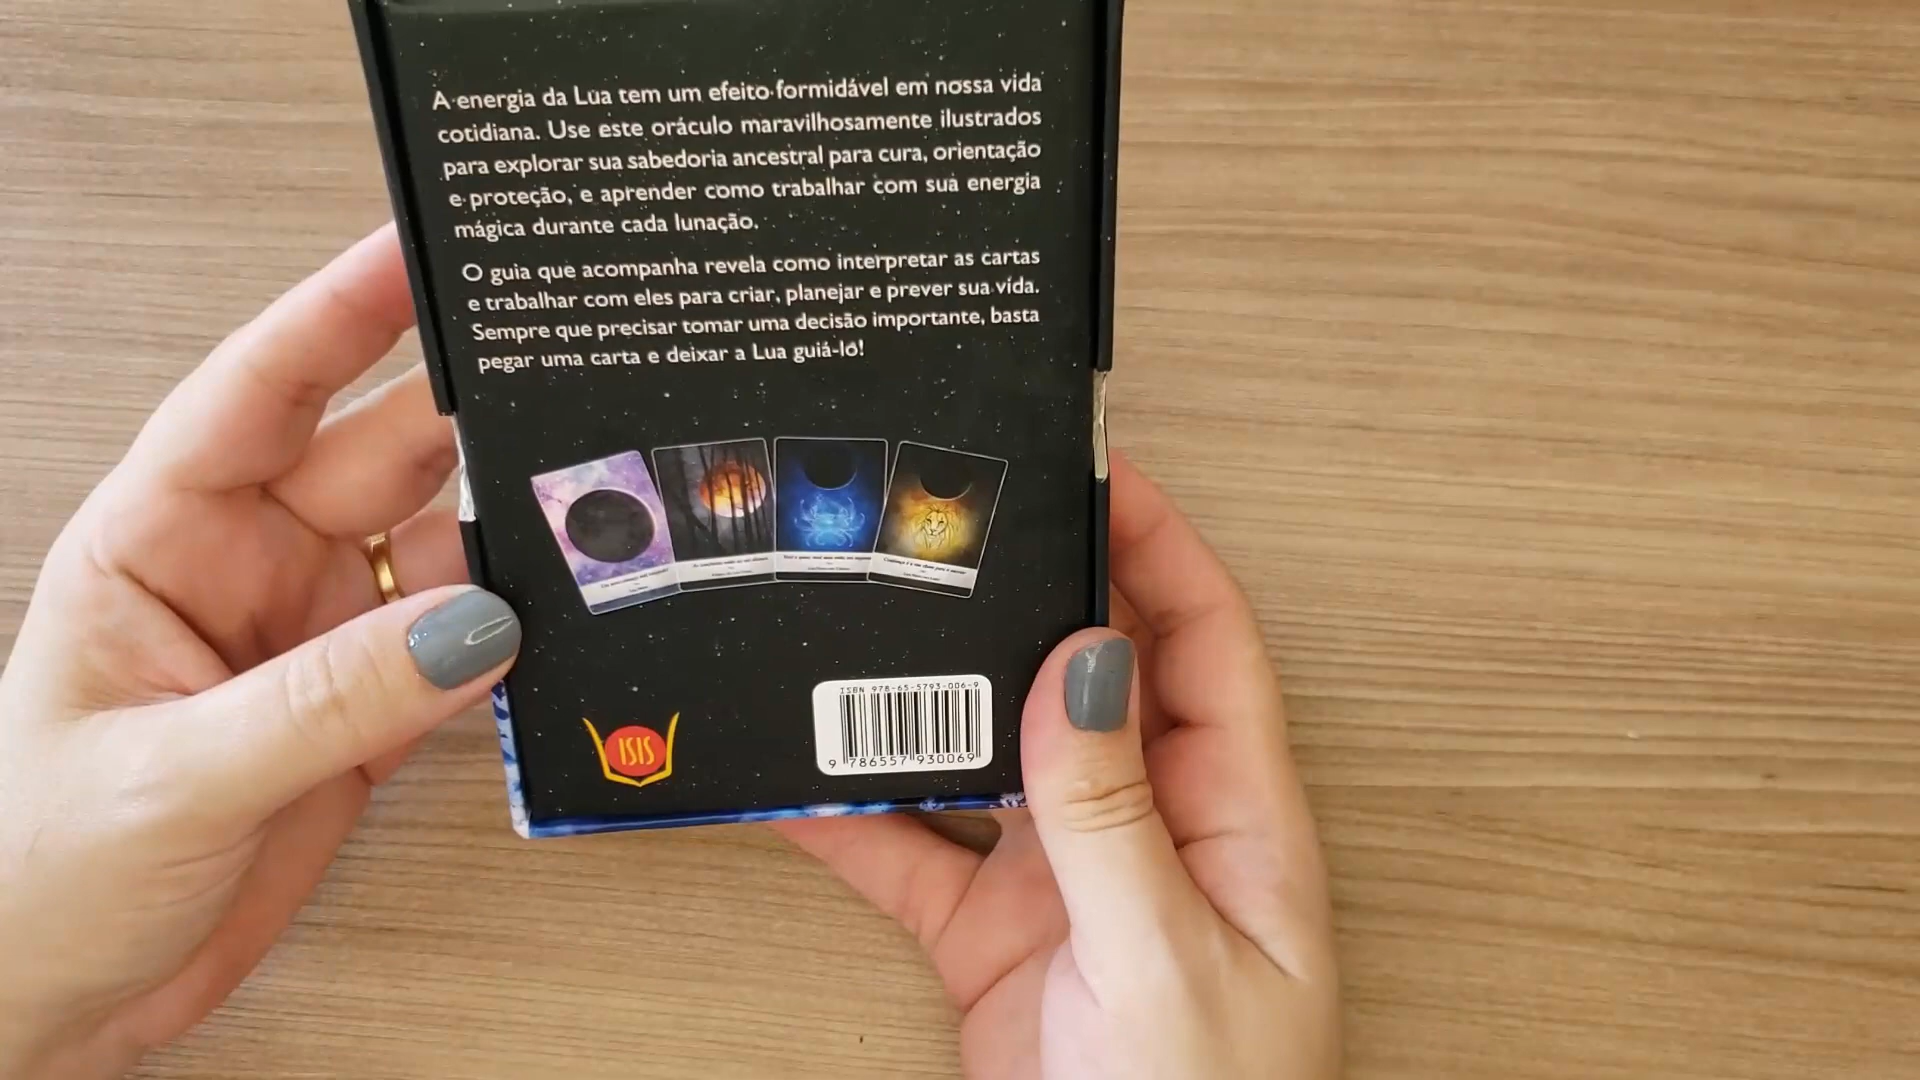 A energia da Lua tem um efeito formidável em nossa vida
cotidiana. Use este oráculo maravilhosamente ilustrados
para explorar sua sabedoria ancestral para cura, orientação
e proteção, e aprender como trabalhar com sua energia
mágica durante cada lunação.
O guia que acompanha revela como interpretar as cartas
e trabalhar com eles para criar, planejar e prever sua vida.
Sempre que precisar tomar uma decisão importante, basta
pegar uma carta e deixar a Lua guiá-ló!
ISIS
ISBN 978-65-5793-006-9
9 786557 930069